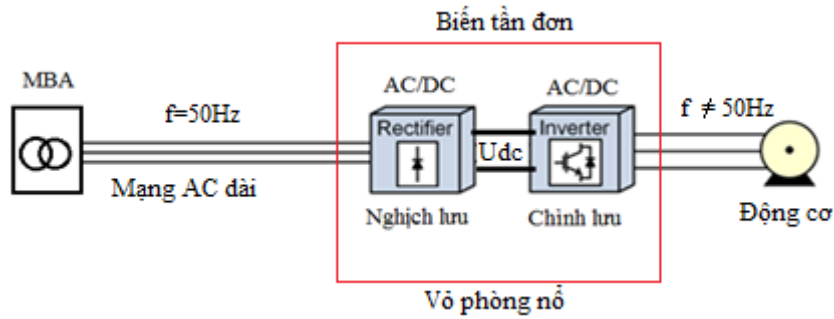 Biến tần đơn
MBA
AC/DC
AC/DC
f=50Hz
f ≠ 50Hz
Rectifier
Inverter
Udc
Mạng AC dài
Nghịch lưu
Chỉnh lưu
Động cơ
Vỏ phòng nổ